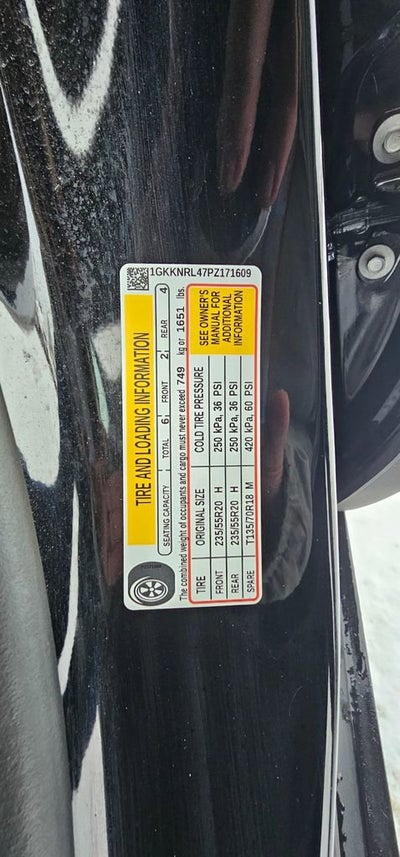 1GKKNRL47PZ171609
TIRE AND LOADING INFORMATION
SEATING CAPACITY TOTAL 6 FRONT 2 REAR 4
The combined weight of occupants and cargo must never exceed 749 kg or 1651 lbs.
TIRE ORIGINAL SIZE COLD TIRE PRESSURE
FRONT 235/55R20 H 250 kPa, 36 PSI
REAR 235/55R20 H 250 kPa, 36 PSI
SPARE T135/70R18 M 420 kPa, 60 PSI
SEE OWNER'S
MANUAL FOR
ADDITIONAL
INFORMATION
PZ171609